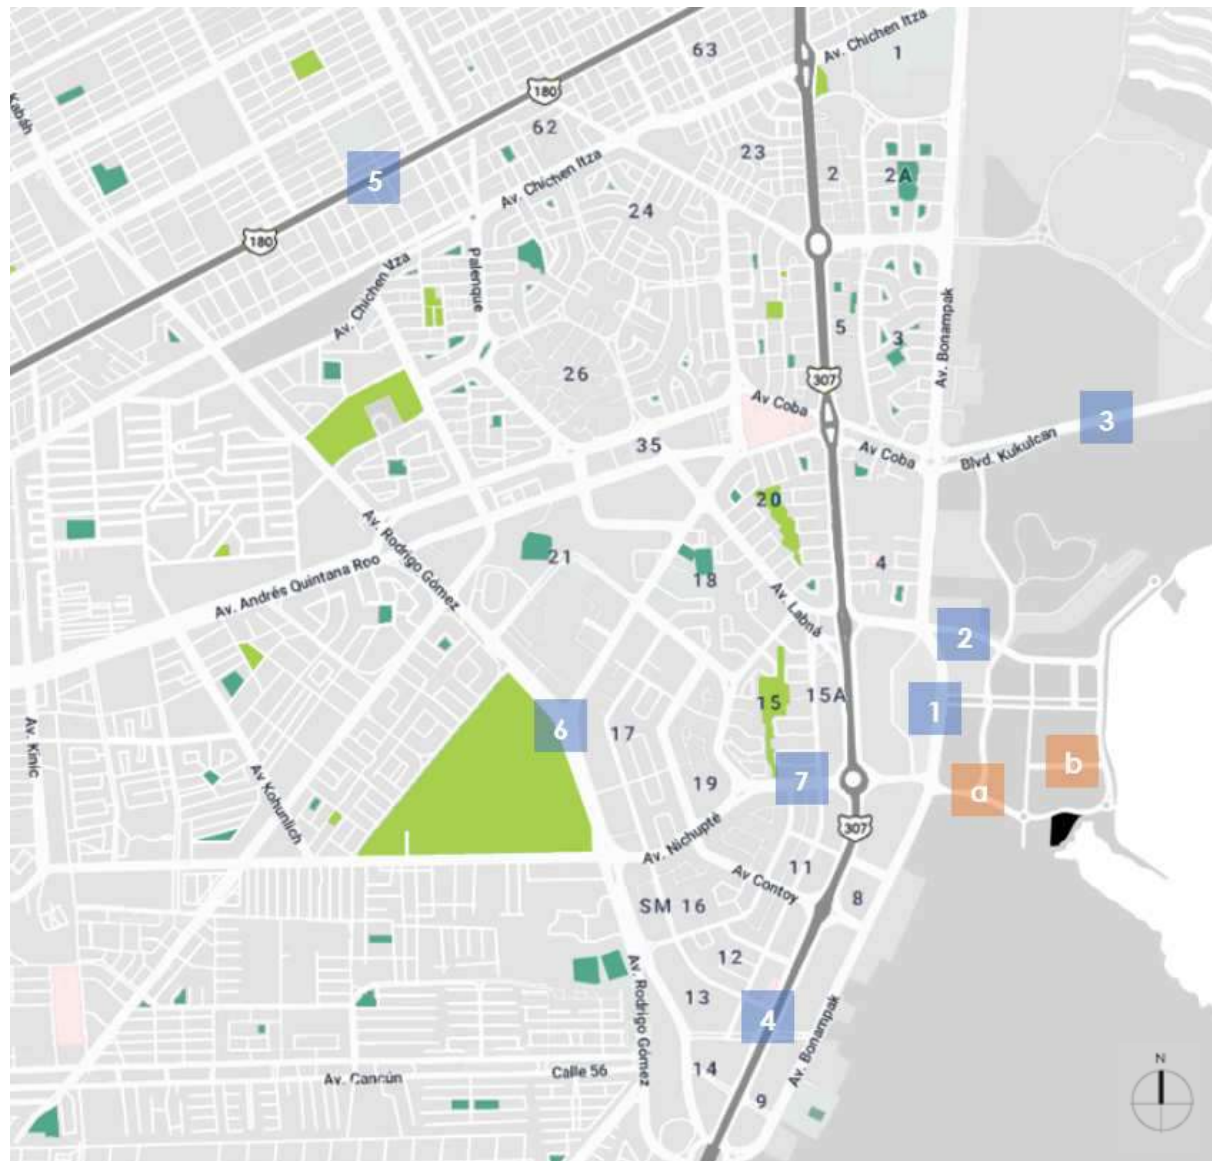 63
Av. Chichen Itza
1
Kabáh
180
62
5
23
2
2A
Av. Chichen Itza
24
180
Palenque
Av. Chichen Itza
5
3
Av. Bonampak
26
307
Av Coba
3
35
Av Coba
Blvd. Kukulcan
20
Av. Rodrigo Gómez
21
18
4
Av. Andrés Quintana Roo
Av. Labná
2
15
15A
1
6
17
Av. Kinic
b
19
7
a
Av Kohunlich
307
Av. Nichupté
11
Av Contoy
8
SM 16
12
Av. Rodrigo Gómez
13
4
Av. Bonampak
14
Calle 56
Av. Cancún
9
N